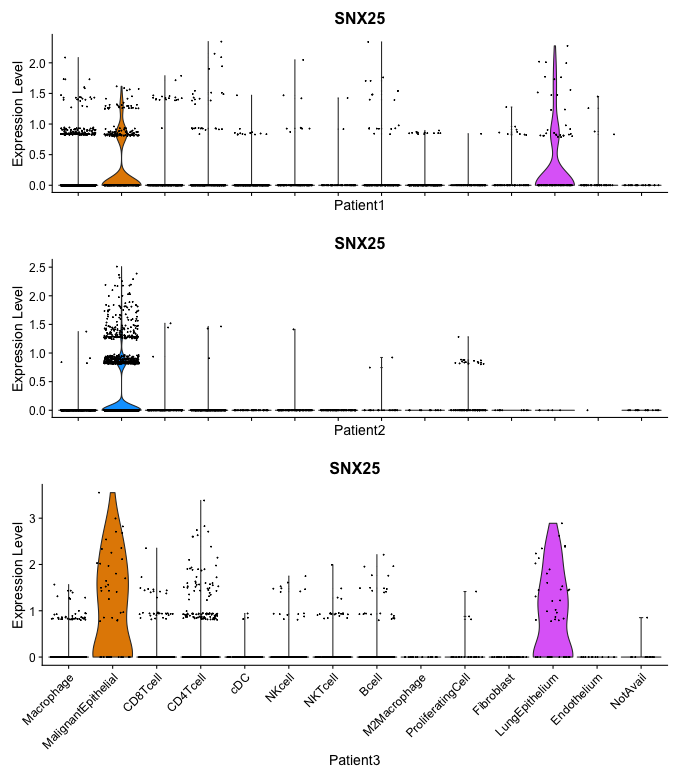 SNX25
Expression Level
2.0
1.5
1.0
0.5
0.0
Patient1
SNX25
Expression Level
2.5
2.0
1.5
1.0
0.5
0.0
Patient2
SNX25
Expression Level
3
2
1
0
Macrophage
MalignantEpithelial
CD8Tcell
CD4Tcell
cDC
NKcell
NKTcell
Bcell
M2Macrophage
ProliferatingCell
Fibroblast
LungEpithelium
Endothelium
NotAvail
Patient3